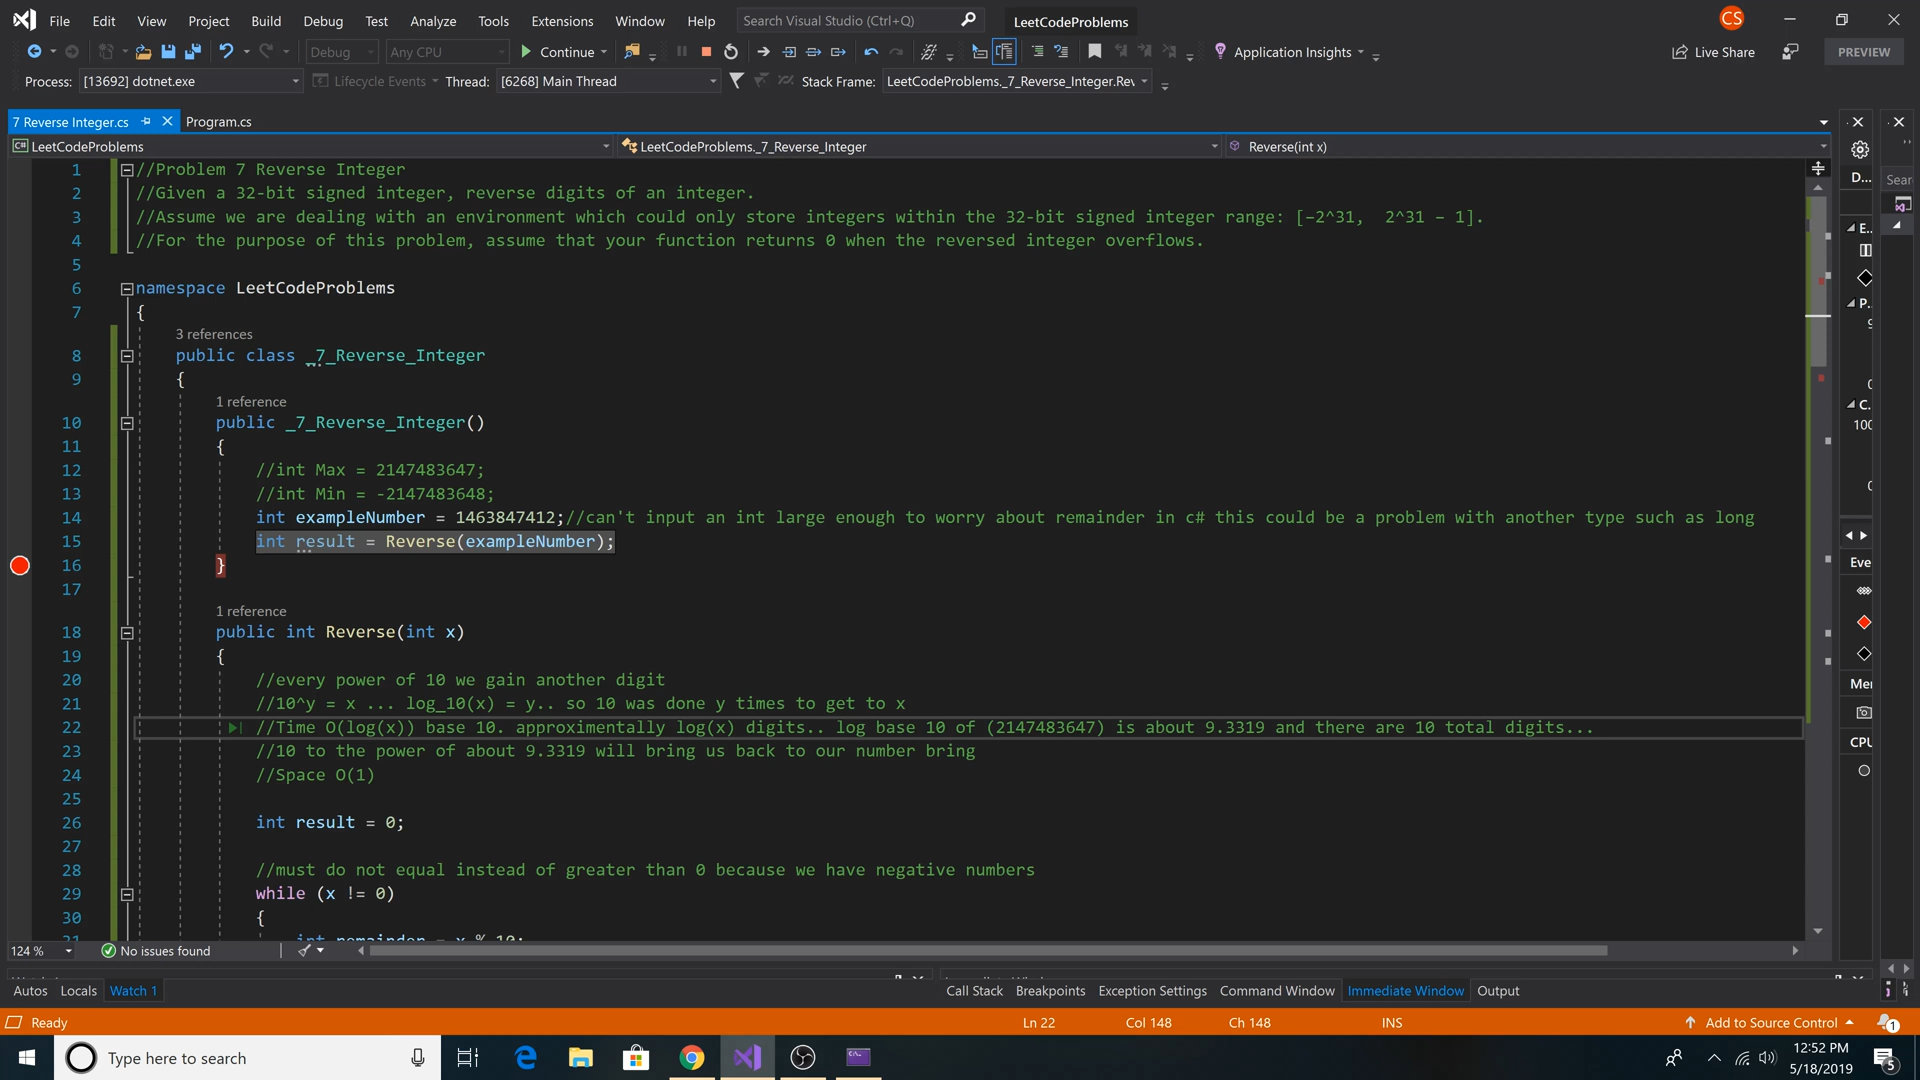 File Edit View Project Build Debug Test Analyze Tools Extensions Window Help Search Visual Studio (Ctrl+Q) LeetCodeProblems CS
Debug Any CPU Continue Application Insights Live Share PREVIEW
Process: [13692] dotnet.exe Lifecycle Events Thread: [6268] Main Thread Stack Frame: LeetCodeProblems._7_Reverse_Integer.Rev
7 Reverse Integer.cs Program.cs
LeetCodeProblems LeetCodeProblems._7_Reverse_Integer Reverse(int x)
1 //Problem 7 Reverse Integer
2 //Given a 32-bit signed integer, reverse digits of an integer.
3 //Assume we are dealing with an environment which could only store integers within the 32-bit signed integer range: [−2^31,  2^31 − 1].
4 //For the purpose of this problem, assume that your function returns 0 when the reversed integer overflows.
5
6 namespace LeetCodeProblems
7 {
3 references
8 public class _7_Reverse_Integer
9 {
1 reference
10 public _7_Reverse_Integer()
11 {
12 //int Max = 2147483647;
13 //int Min = -2147483648;
14 int exampleNumber = 1463847412;//can't input an int large enough to worry about remainder in c# this could be a problem with another type such as long
15 int result = Reverse(exampleNumber);
16 }
17
1 reference
18 public int Reverse(int x)
19 {
20 //every power of 10 we gain another digit
21 //10^y = x ... log_10(x) = y.. so 10 was done y times to get to x
22 //Time O(log(x)) base 10. approximentally log(x) digits.. log base 10 of (2147483647) is about 9.3319 and there are 10 total digits...
23 //10 to the power of about 9.3319 will bring us back to our number bring
24 //Space O(1)
25
26 int result = 0;
27
28 //must do not equal instead of greater than 0 because we have negative numbers
29 while (x != 0)
30 {
31 int remainder = x % 10;
D...
Sear
E...
P...
C...
100
Eve
Mer
CPU
124 % No issues found
Autos Locals Watch 1 Call Stack Breakpoints Exception Settings Command Window Immediate Window Output
Ready Ln 22 Col 148 Ch 148 INS Add to Source Control 1
Type here to search
12:52 PM
5/18/2019
5